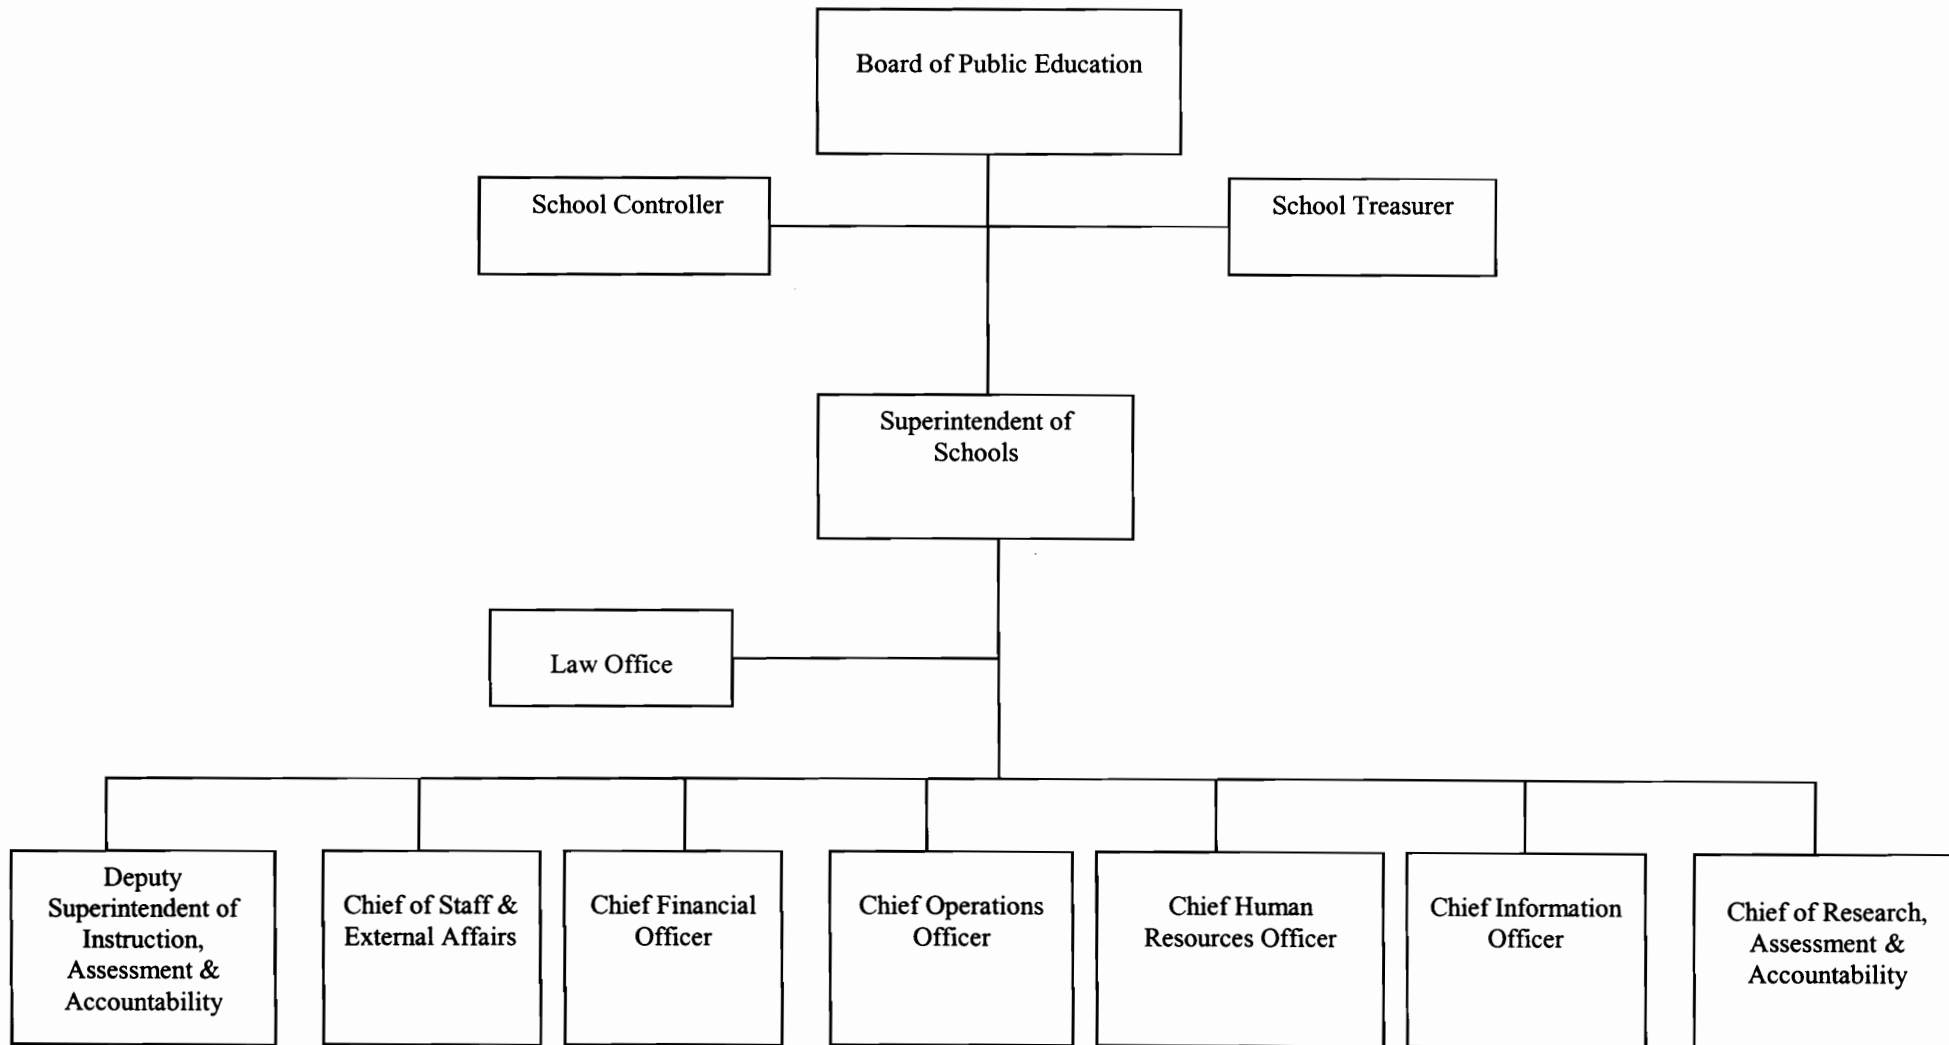 Board of Public Education
School Controller
School Treasurer
Superintendent of
Schools
Law Office
Deputy
Superintendent of
Instruction,
Assessment &
Accountability
Chief of Staff &
External Affairs
Chief Financial
Officer
Chief Operations
Officer
Chief Human
Resources Officer
Chief Information
Officer
Chief of Research,
Assessment &
Accountability